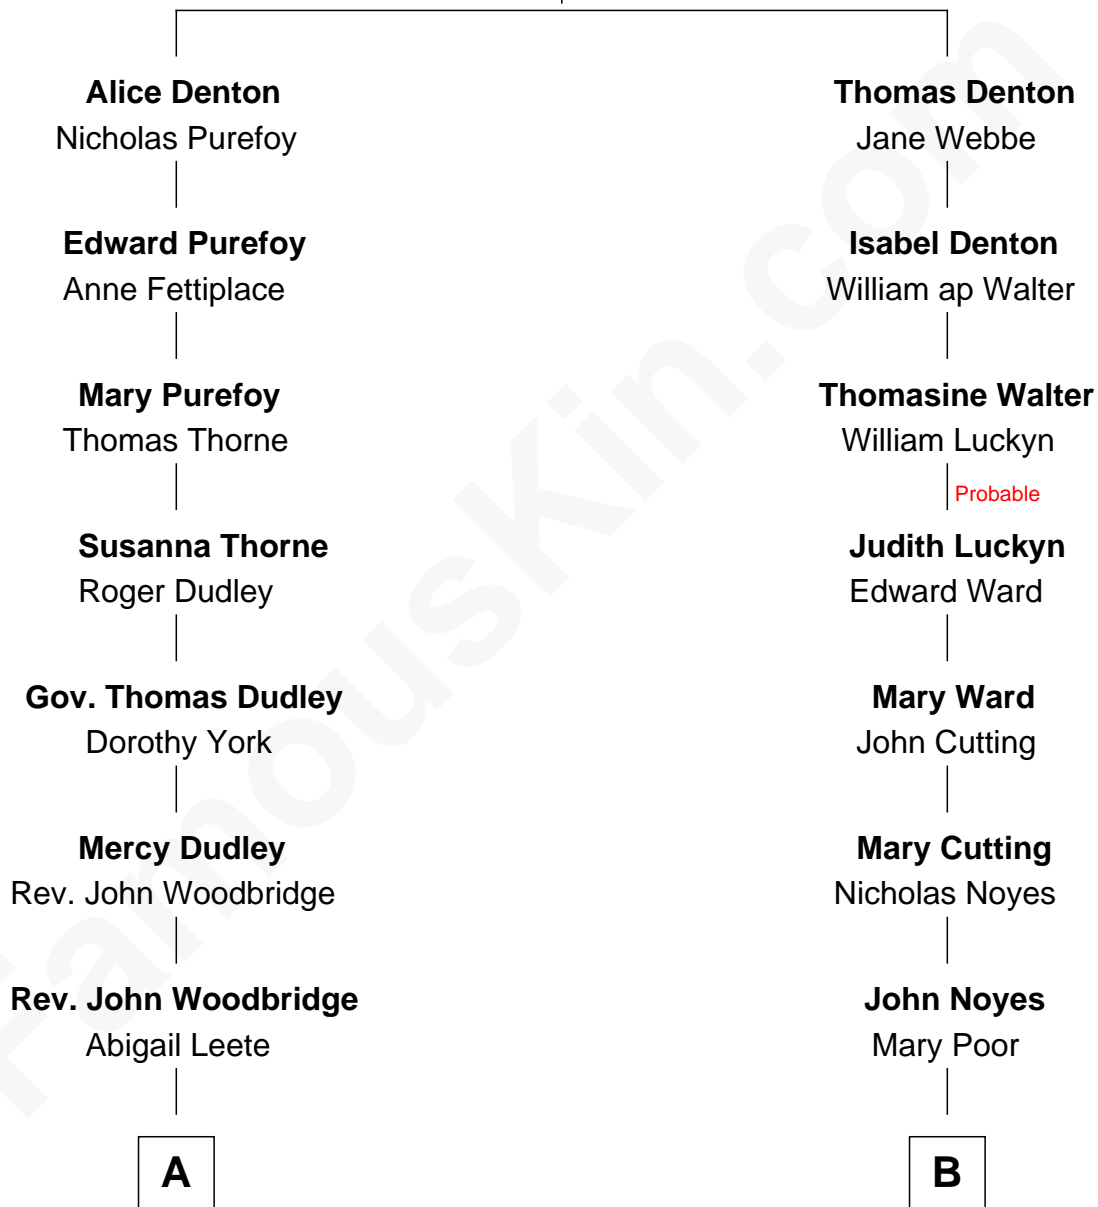 Alice Denton
Nicholas Purefoy
Edward Purefoy
Anne Fettiplace
Mary Purefoy
Thomas Thorne
Susanna Thorne
Roger Dudley
Gov. Thomas Dudley
Dorothy York
Mercy Dudley
Rev. John Woodbridge
Rev. John Woodbridge
Abigail Leete
A
Thomas Denton
Jane Webbe
Isabel Denton
William ap Walter
Thomasine Walter
William Luckyn
Probable
Judith Luckyn
Edward Ward
Mary Ward
John Cutting
Mary Cutting
Nicholas Noyes
John Noyes
Mary Poor
B
FamousKin.com